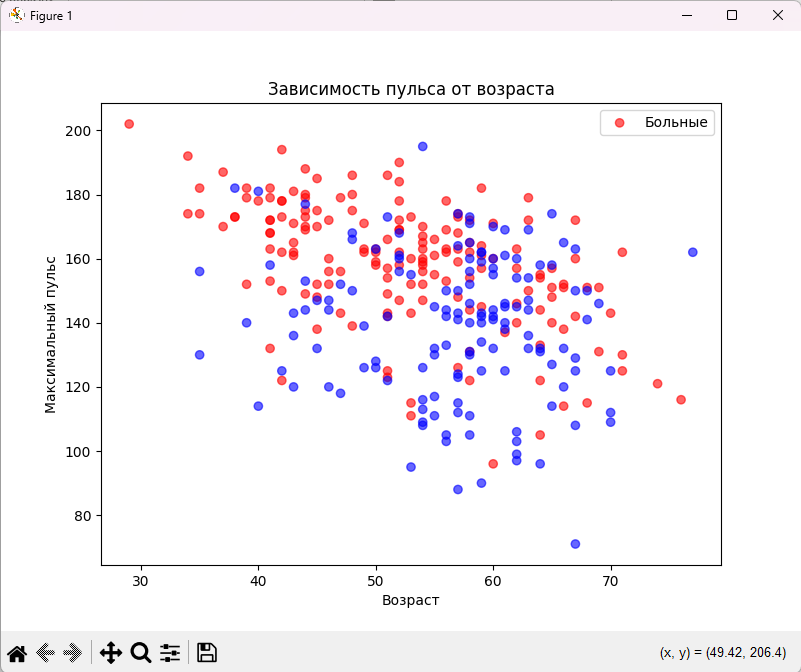 Figure 1
Зависимость пульса от возраста
Больные
Максимальный пульс
200
180
160
140
120
100
80
30 40 50 60 70
Возраст
(x, y) = (49.42, 206.4)